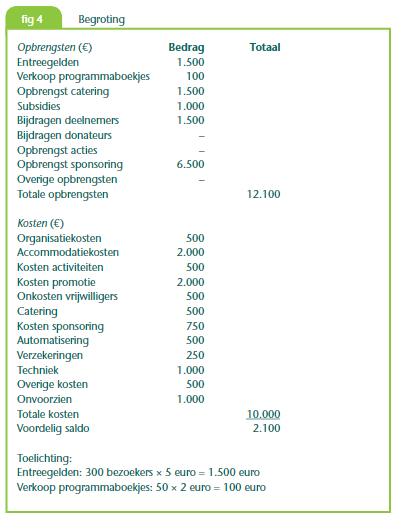 fig 4 Begroting
Opbrengsten (€) Bedrag Totaal
Entreegelden 1.500
Verkoop programmaboekjes 100
Opbrengst catering 1.500
Subsidies 1.000
Bijdragen deelnemers 1.500
Bijdragen donateurs –
Opbrengst acties –
Opbrengst sponsoring 6.500
Overige opbrengsten –
Totale opbrengsten 12.100
Kosten (€)
Organisatiekosten 500
Accommodatiekosten 2.000
Kosten activiteiten 500
Kosten promotie 2.000
Onkosten vrijwilligers 500
Catering 500
Kosten sponsoring 750
Automatisering 500
Verzekeringen 250
Techniek 1.000
Overige kosten 500
Onvoorzien 1.000
Totale kosten 10.000
Voordelig saldo 2.100
Toelichting:
Entreegelden: 300 bezoekers × 5 euro = 1.500 euro
Verkoop programmaboekjes: 50 × 2 euro = 100 euro